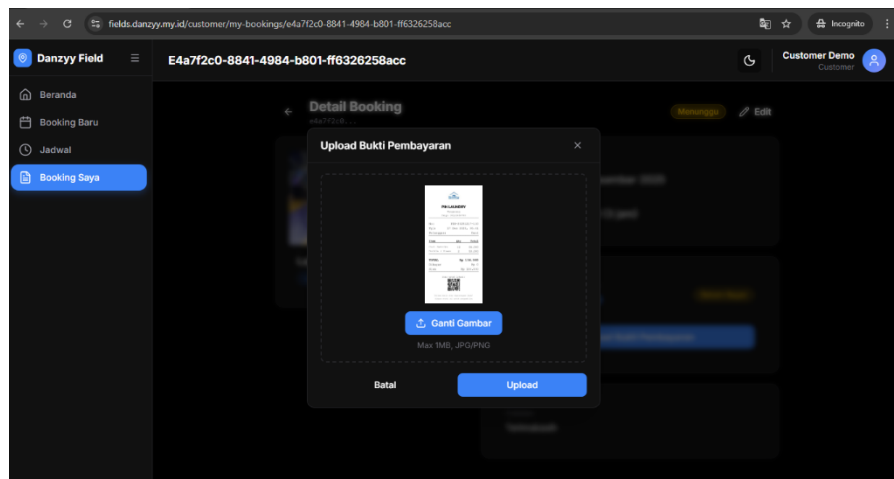 fields.danzyy.my.id/customer/my-bookings/e4a7f2c0-8841-4984-b801-ff6326258acc
Incognito
Danzyy Field
E4a7f2c0-8841-4984-b801-ff6326258acc
Customer Demo
Customer
Beranda
Booking Baru
Jadwal
Booking Saya
Detail Booking
e4a7f2c0...
Menunggu
Edit
Upload Bukti Pembayaran
Ganti Gambar
Max 1MB, JPG/PNG
Batal
Upload